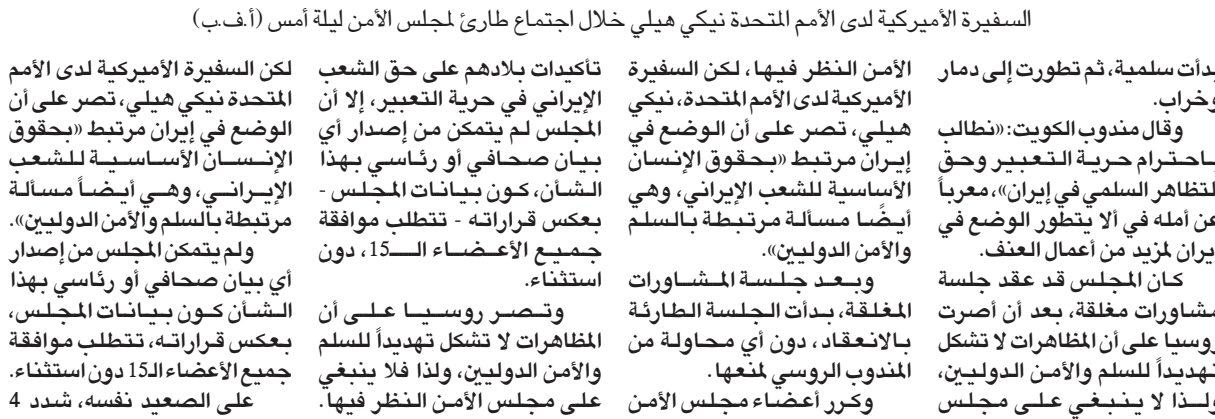 السفيرة الأميركية لدى الأمم المتحدة نيكي هيلي خلال اجتماع طارئ لمجلس الأمن ليلة أمس (أ.ف.ب)
بدأت سلمية، ثم تطورت إلى دمار
وخراب.
وقال مندوب الكويت: «نطالب
باحترام حرية التعبير وحق
التظاهر السلمي في إيران»، معرباً
عن أمله في ألا يتطور الوضع في
إيران لمزيد من أعمال العنف.
كان المجلس قد عقد جلسة
مشاورات مغلقة، بعد أن أصرت
روسيا على أن المظاهرات لا تشكل
تهديداً للسلم والأمن الدوليين،
ولذا لا ينبغي على مجلس
الأمن النظر فيها، لكن السفيرة
الأميركية لدى الأمم المتحدة، نيكي
هيلي، تصر على أن الوضع في
إيران مرتبط «بحقوق الإنسان
الأساسية للشعب الإيراني، وهي
أيضًا مسألة مرتبطة بالسلم
والأمن الدوليين».
وبعد جلسة المشاورات
المغلقة، بدأت الجلسة الطارئة
بالانعقاد، دون أي محاولة من
المندوب الروسي لمنعها.
وكرر أعضاء مجلس الأمن
تأكيدات بلادهم على حق الشعب
الإيراني في حرية التعبير، إلا أن
المجلس لم يتمكن من إصدار أي
بيان صحافي أو رئاسي بهذا
الشأن، كون بيانات المجلس -
بعكس قراراته - تتطلب موافقة
جميع الأعضاء الـ15، دون
استثناء.
وتصر روسيا على أن
المظاهرات لا تشكل تهديداً للسلم
والأمن الدوليين، ولذا فلا ينبغي
على مجلس الأمن النظر فيها.
لكن السفيرة الأميركية لدى الأمم
المتحدة نيكي هيلي، تصر على أن
الوضع في إيران مرتبط «بحقوق
الإنسان الأساسية للشعب
الإيراني، وهي أيضاً مسألة
مرتبطة بالسلم والأمن الدوليين».
ولم يتمكن المجلس من إصدار
أي بيان صحافي أو رئاسي بهذا
الشأن كون بيانات المجلس،
بعكس قراراته، تتطلب موافقة
جميع الأعضاء الـ15 دون استثناء.
على الصعيد نفسه، شدد 4